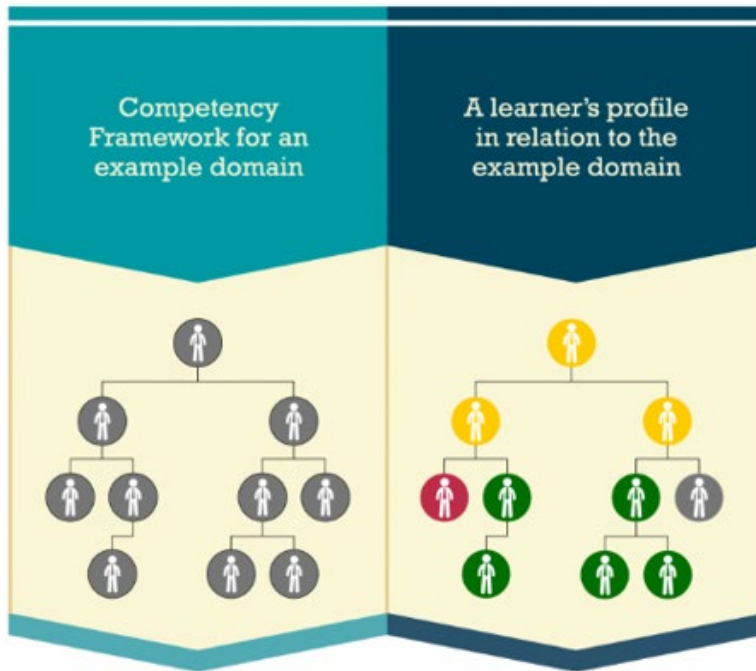 Competency
Framework for an
example domain
A learner's profile
in relation to the
example domain